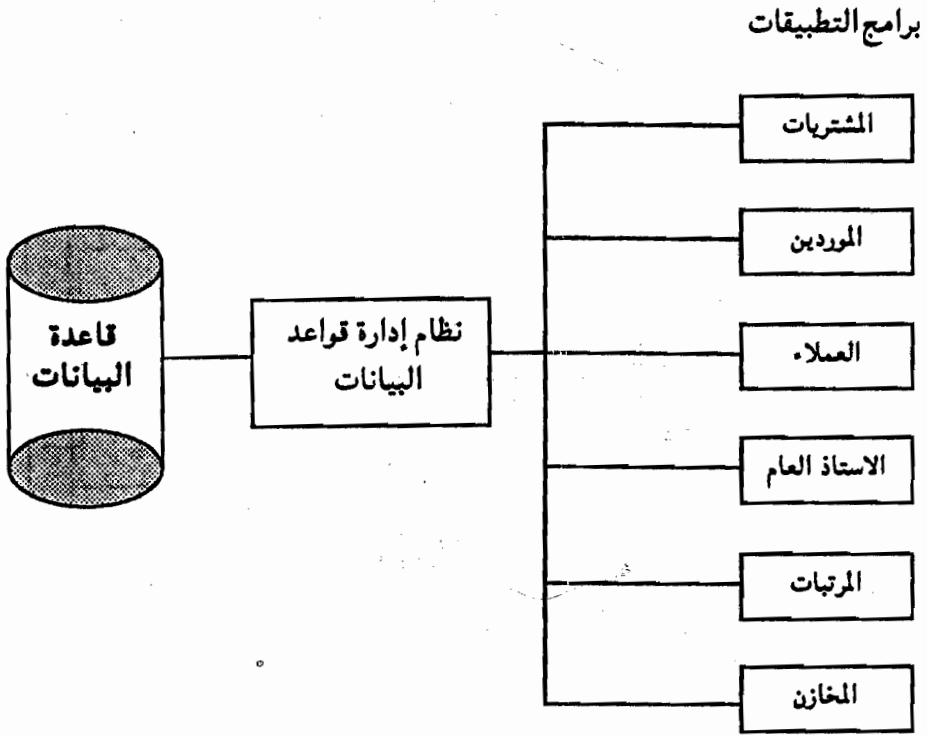 برامج التطبيقات
المشتريات
الموردين
العملاء
الاستاذ العام
المرتبات
المخازن
نظام إدارة قواعد
البيانات
قاعدة
البيانات